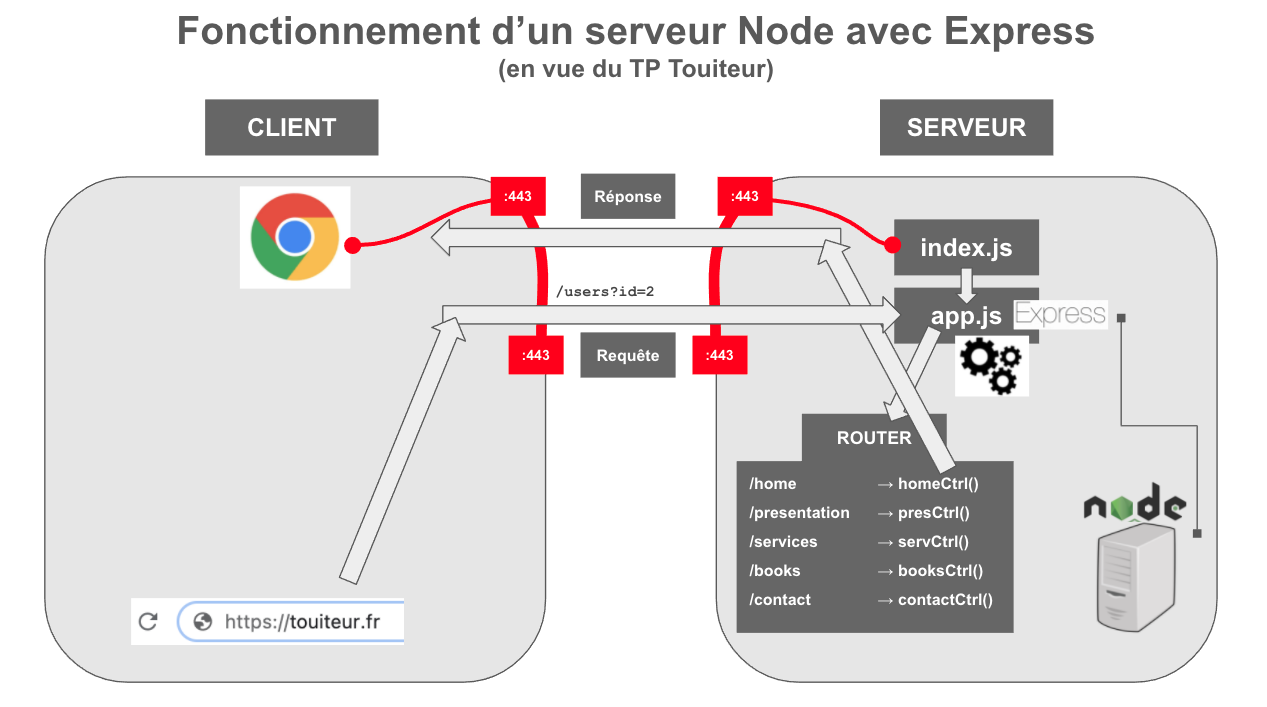 Fonctionnement d’un serveur Node avec Express
(en vue du TP Touiteur)
CLIENT
SERVEUR
:443
Réponse
:443
index.js
/users?id=2
app.js
Express
:443
Requête
:443
ROUTER
/home → homeCtrl()
/presentation → presCtrl()
/services → servCtrl()
/books → booksCtrl()
/contact → contactCtrl()
node
https://touiteur.fr